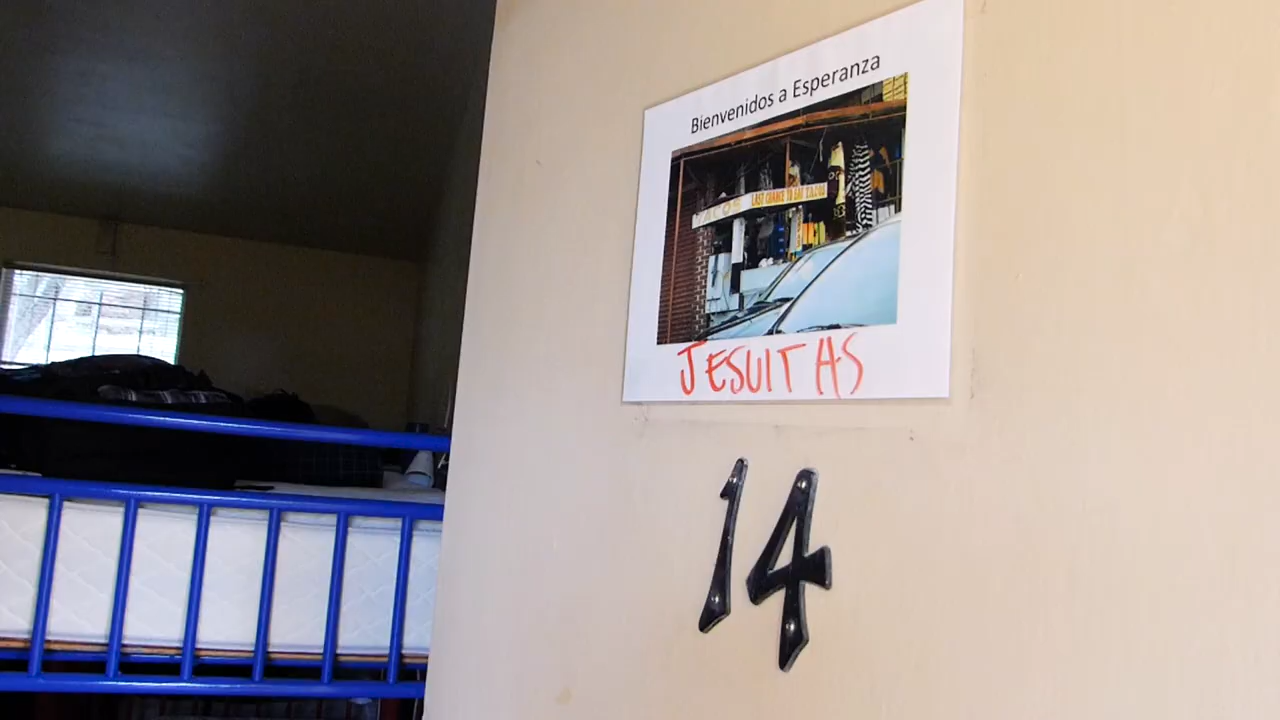 Bienvenidos a Esperanza
TACOS LAST CHANCE TO EAT TACOS
JESUITAS
14